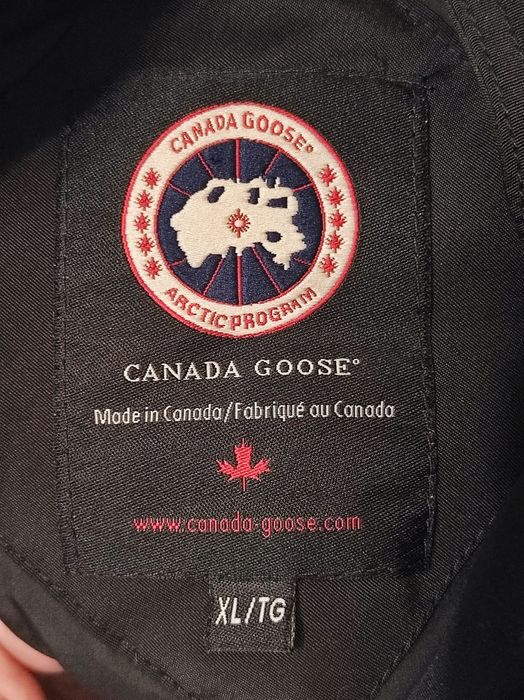 CANADA GOOSE®
ARCTIC PROGRAM
CANADA GOOSE®
Made in Canada/Fabriqué au Canada
www.canada-goose.com
XL/TG